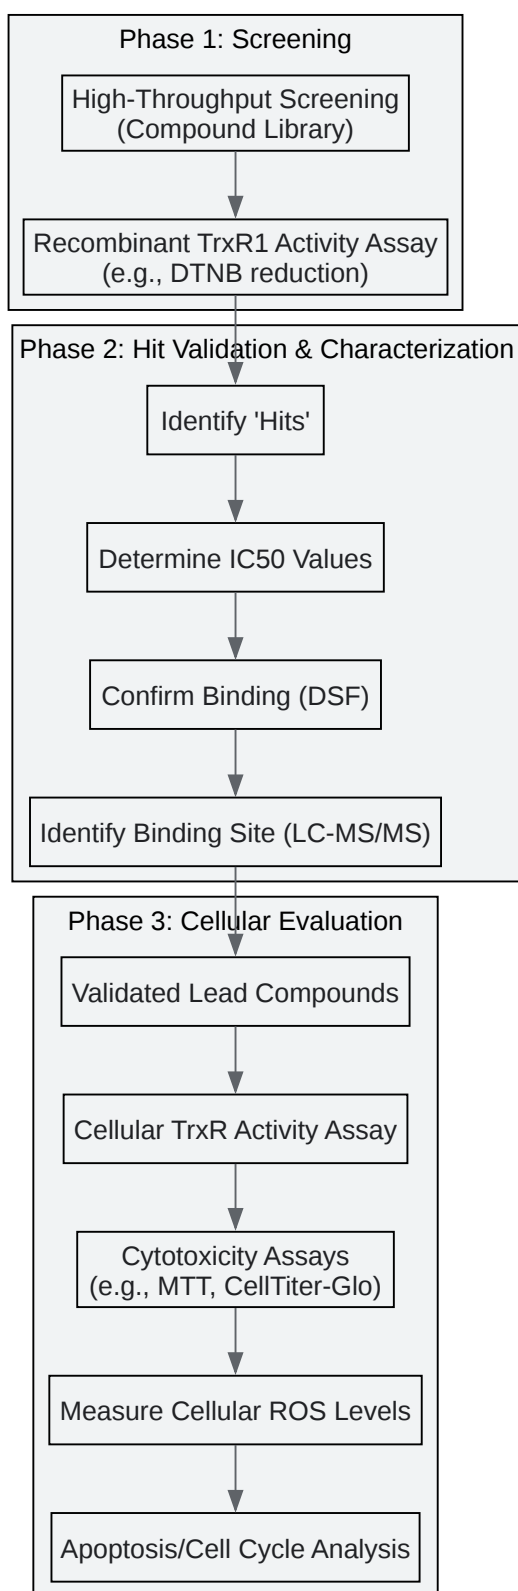 Phase 1: Screening
High-Throughput Screening
(Compound Library)
Recombinant TrxR1 Activity Assay
(e.g., DTNB reduction)
Phase 2: Hit Validation & Characterization
Identify 'Hits'
Determine IC50 Values
Confirm Binding (DSF)
Identify Binding Site (LC-MS/MS)
Phase 3: Cellular Evaluation
Validated Lead Compounds
Cellular TrxR Activity Assay
Cytotoxicity Assays
(e.g., MTT, CellTiter-Glo)
Measure Cellular ROS Levels
Apoptosis/Cell Cycle Analysis